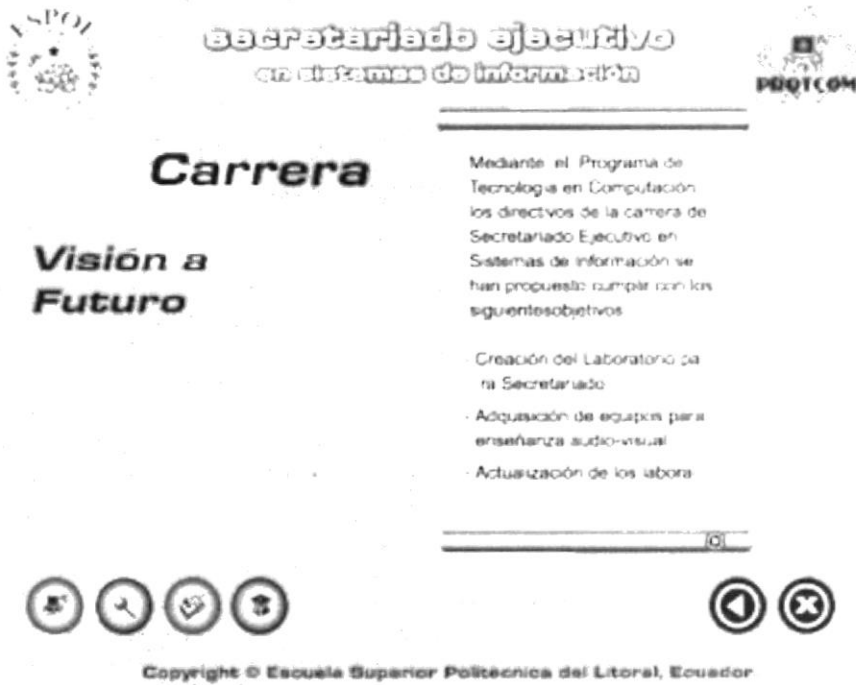 ESPOL
secretariado ejecutivo
en sistemas de información
PROTCOM
Carrera
Visión a
Futuro
Mediante el Programa de
Tecnología en Computación
los directivos de la carrera de
Secretariado Ejecutivo en
Sistemas de Información se
han propuesto cumplir con los
siguientesobjetivos
- Creación del Laboratorio pa
ra Secretariado
- Adquisición de equipos para
enseñanza audio-visual
- Actualización de los labora
Copyright © Escuela Superior Politécnica del Litoral, Ecuador